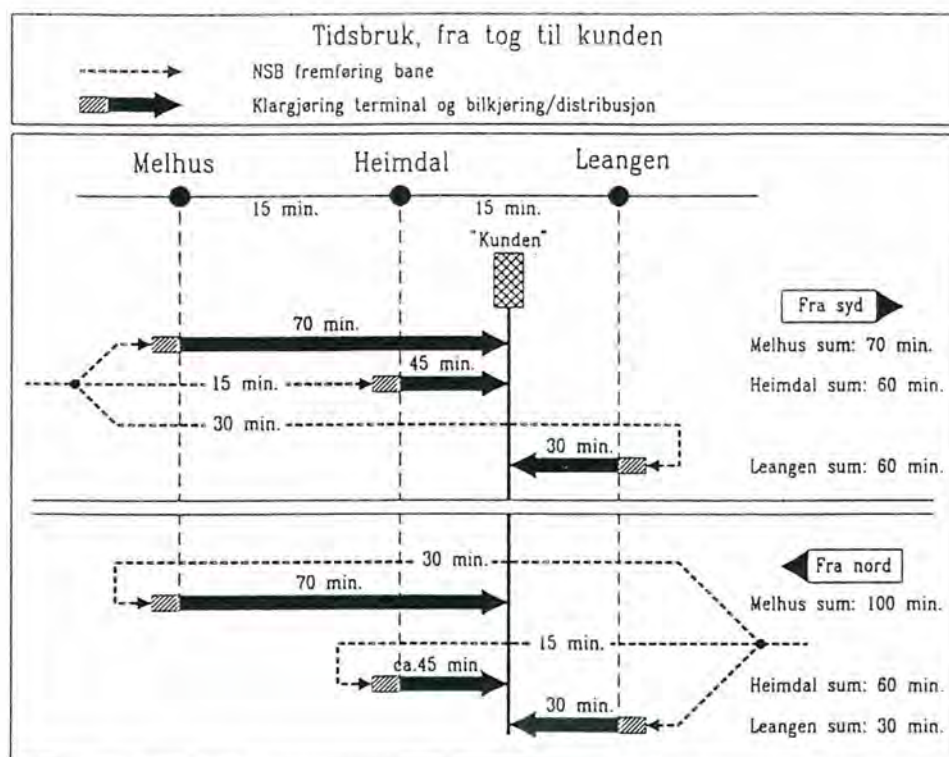 Tidsbruk, fra tog til kunden
NSB fremføring bane
Klargjøring terminal og bilkjøring/distribusjon
Melhus Heimdal Leangen
15 min. 15 min.
"Kunden"
Fra syd
70 min. Melhus sum: 70 min.
45 min.
15 min. Heimdal sum: 60 min.
30 min.
30 min. Leangen sum: 60 min.
30 min. Fra nord
70 min. Melhus sum: 100 min.
15 min.
ca.45 min. Heimdal sum: 60 min.
30 min. Leangen sum: 30 min.